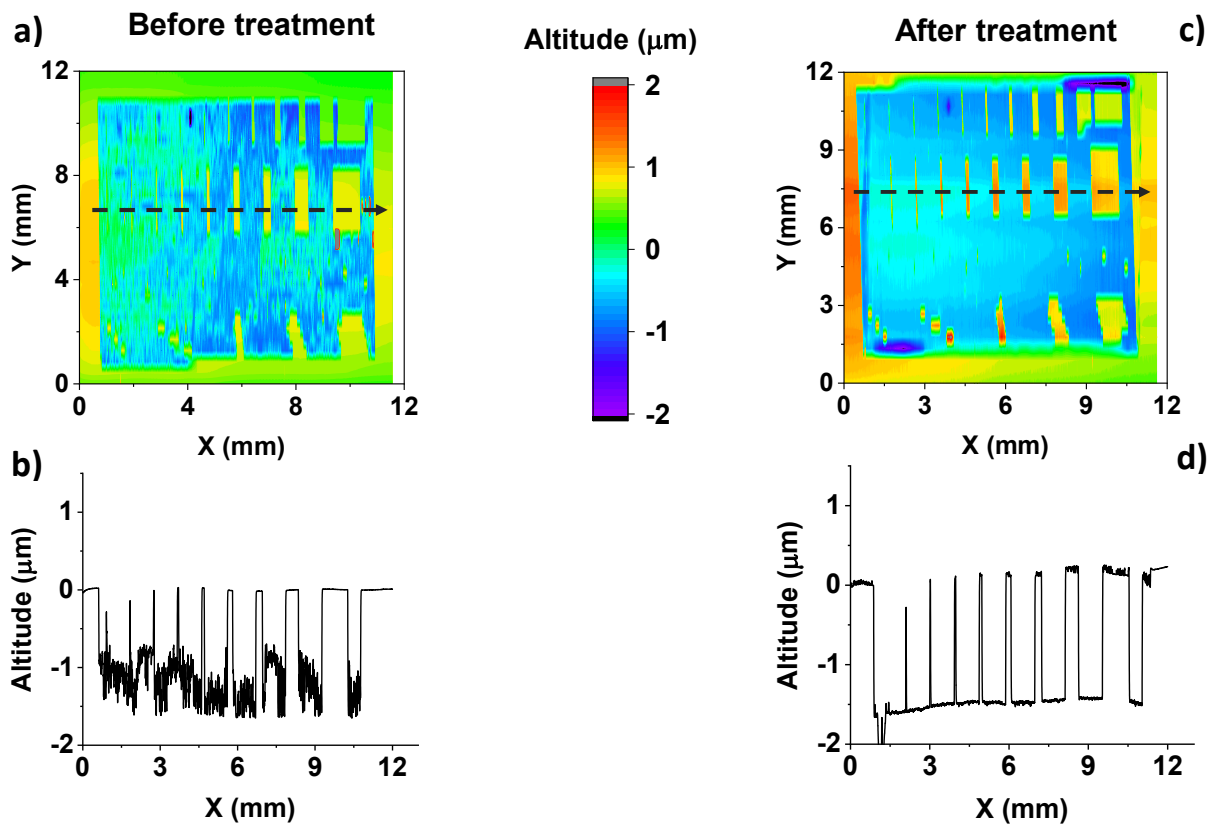 a)
Before treatment
Altitude (μm)
After treatment
c)
12
8
4
0
Y (mm)
0 4 8 12
X (mm)
2
1
0
-1
-2
12
9
6
3
0
Y (mm)
0 3 6 9 12
X (mm)
b)
1
0
-1
-2
Altitude (μm)
0 3 6 9 12
X (mm)
d)
1
0
-1
-2
Altitude (μm)
0 3 6 9 12
X (mm)